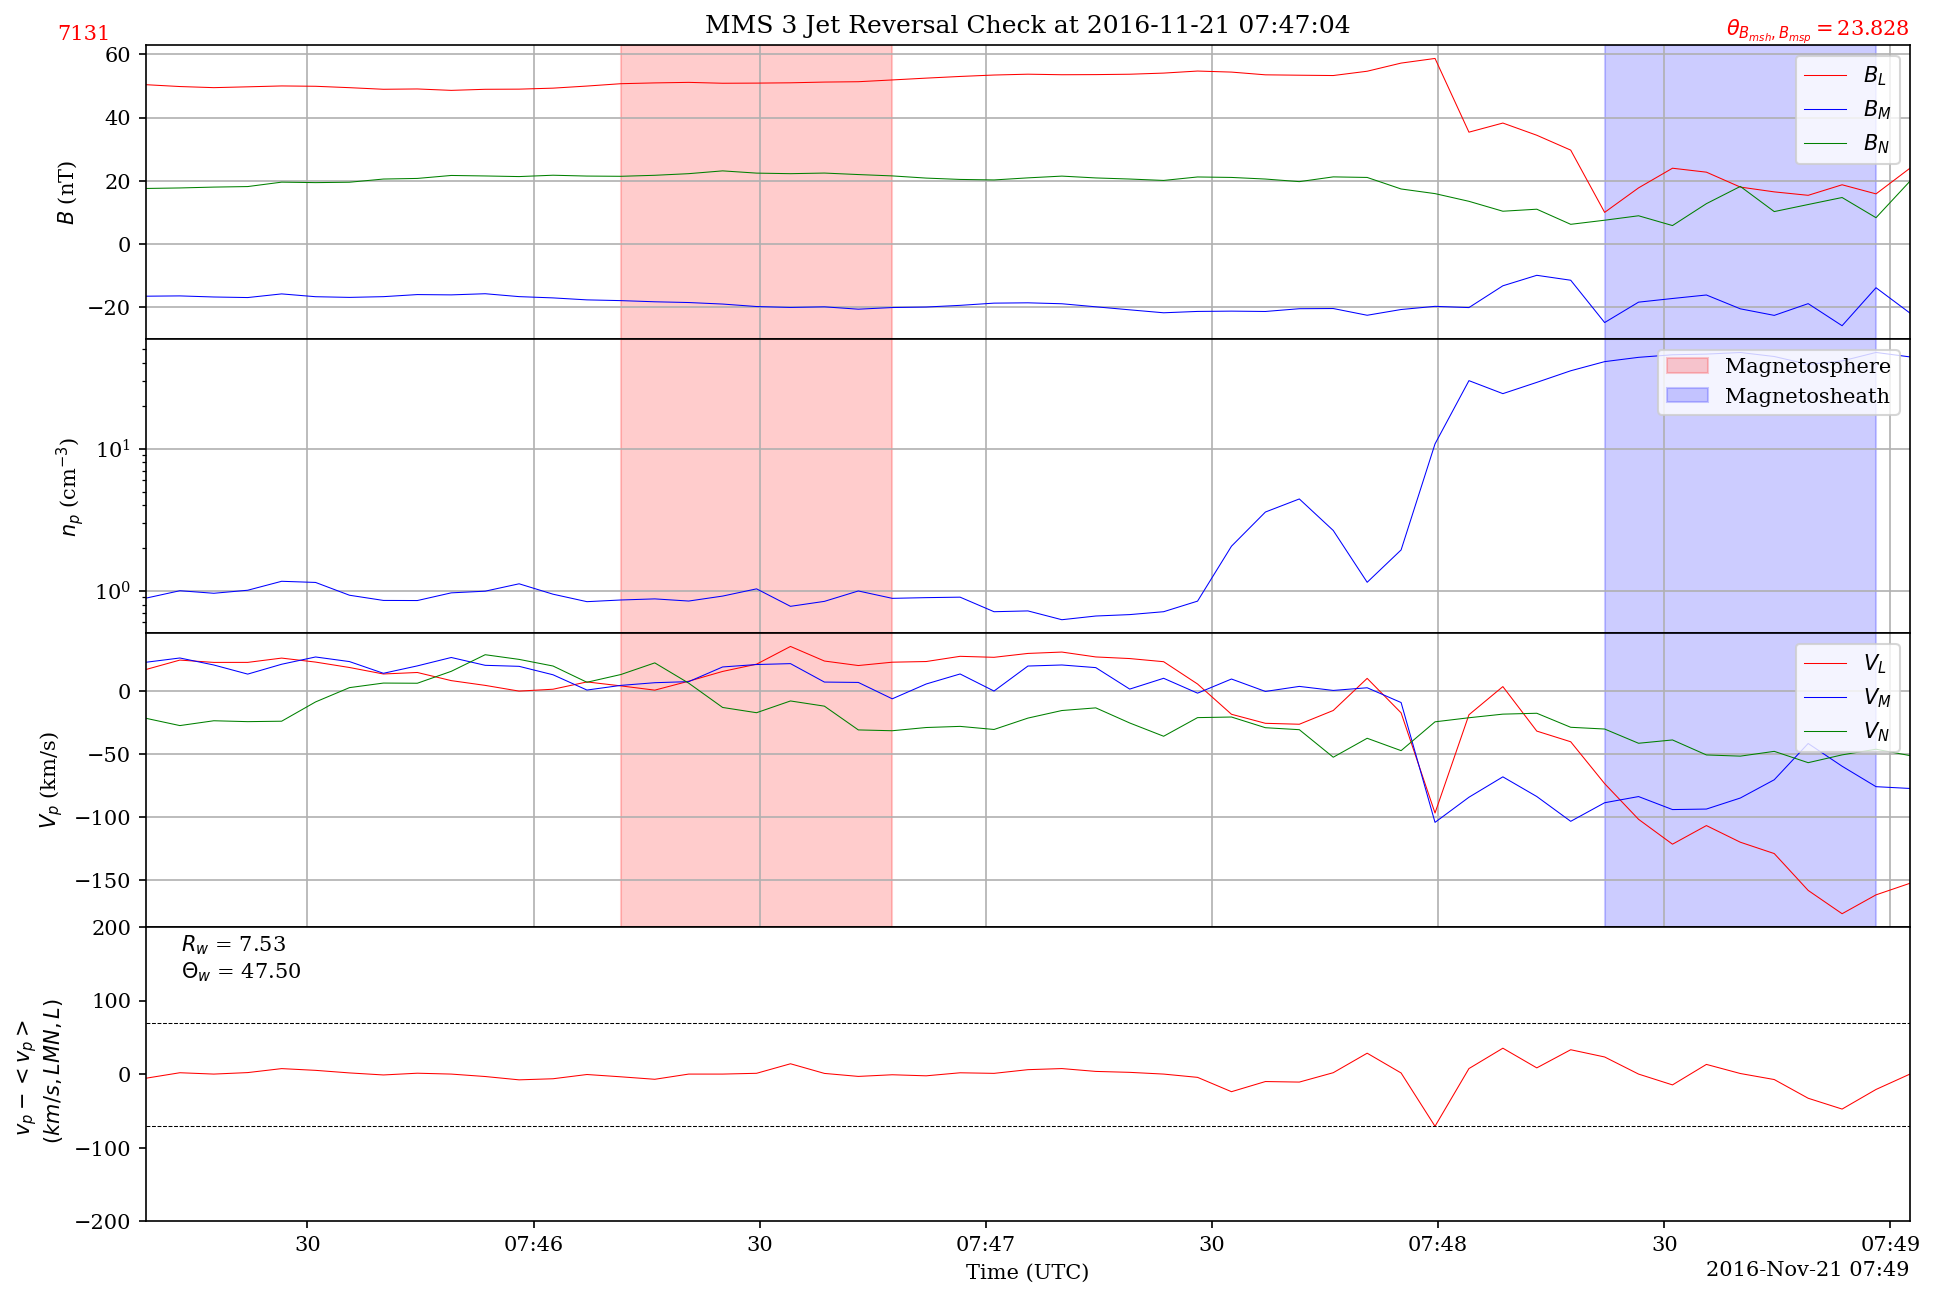 7131
MMS 3 Jet Reversal Check at 2016-11-21 07:47:04
θ_{B_{msh}, B_{msp}} = 23.828
60
40
20
0
−20
B (nT)
B_L
B_M
B_N
10^1
10^0
n_p (cm^{−3})
Magnetosphere
Magnetosheath
0
−50
−100
−150
V_p (km/s)
V_L
V_M
V_N
200
100
0
−100
−200
v_p − < v_p >
(km/s, LMN, L)
R_w = 7.53
Θ_w = 47.50
30
07:46
30
07:47
30
07:48
30
07:49
Time (UTC)
2016-Nov-21 07:49